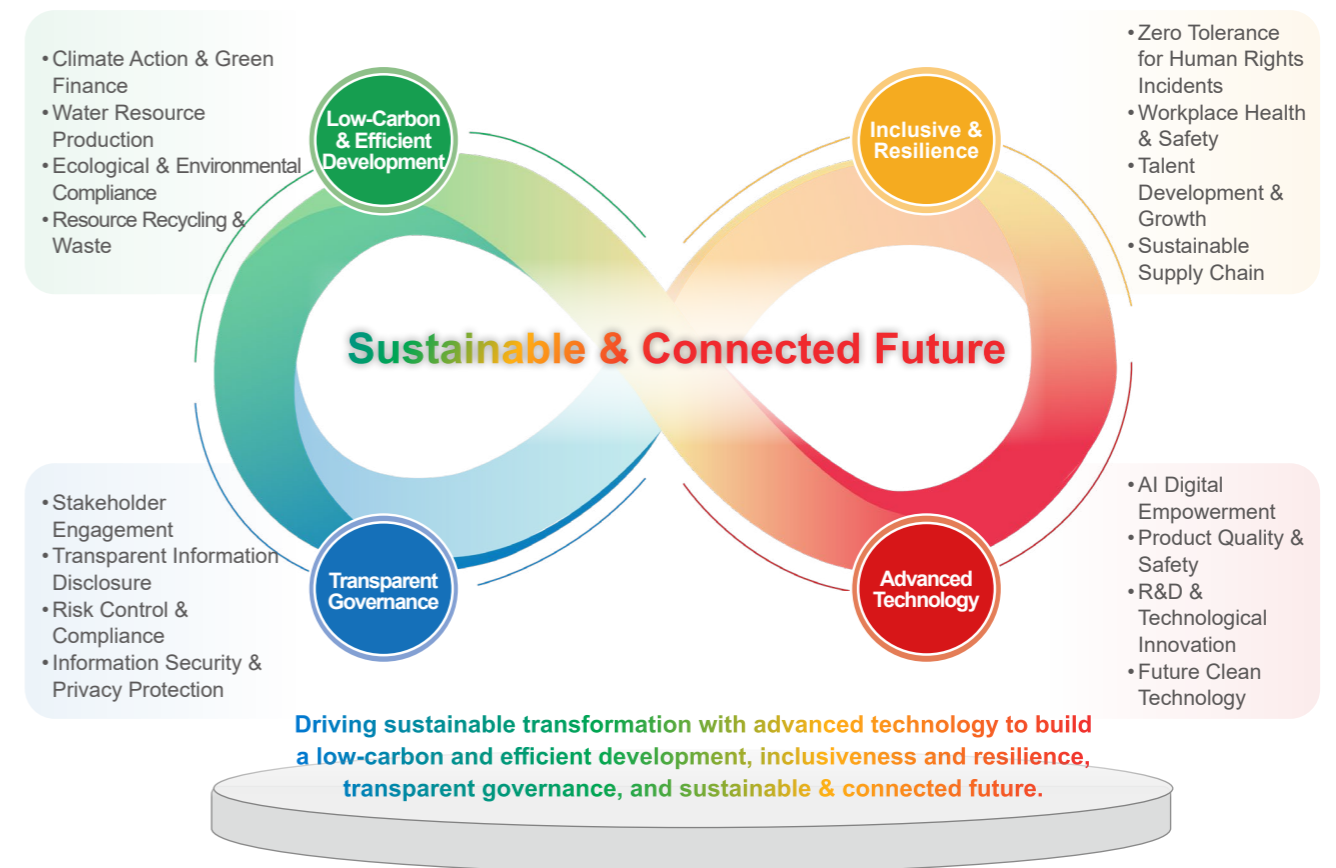 • Climate Action & Green
Finance
• Water Resource
Production
• Ecological & Environmental
Compliance
• Resource Recycling &
Waste
Low-Carbon
& Efficient
Development
Inclusive &
Resilience
• Zero Tolerance
for Human Rights
Incidents
• Workplace Health
& Safety
• Talent
Development &
Growth
• Sustainable
Supply Chain
Sustainable & Connected Future
• Stakeholder
Engagement
• Transparent Information
Disclosure
• Risk Control &
Compliance
• Information Security &
Privacy Protection
Transparent
Governance
Advanced
Technology
• AI Digital
Empowerment
• Product Quality &
Safety
• R&D &
Technological
Innovation
• Future Clean
Technology
Driving sustainable transformation with advanced technology to build
a low-carbon and efficient development, inclusiveness and resilience,
transparent governance, and sustainable & connected future.